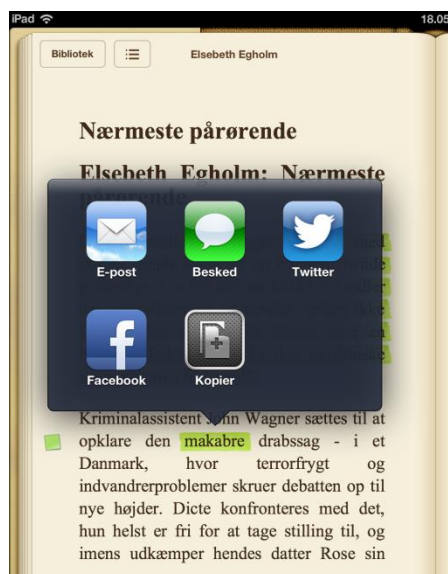 iPad 18.05
Bibliotek Elsebeth Egholm
Nærmeste pårørende
Elsebeth Egholm: Nærmeste
pårørende
E-post Besked Twitter
Facebook Kopier
Kriminalassistent John Wagner sættes til at
opklare den makabre drabssag - i et
Danmark, hvor terrorfrygt og
indvandrerproblemer skruer debatten op til
nye højder. Dicte konfronteres med det,
hun helst er fri for at tage stilling til, og
imens udkæmper hendes datter Rose sin